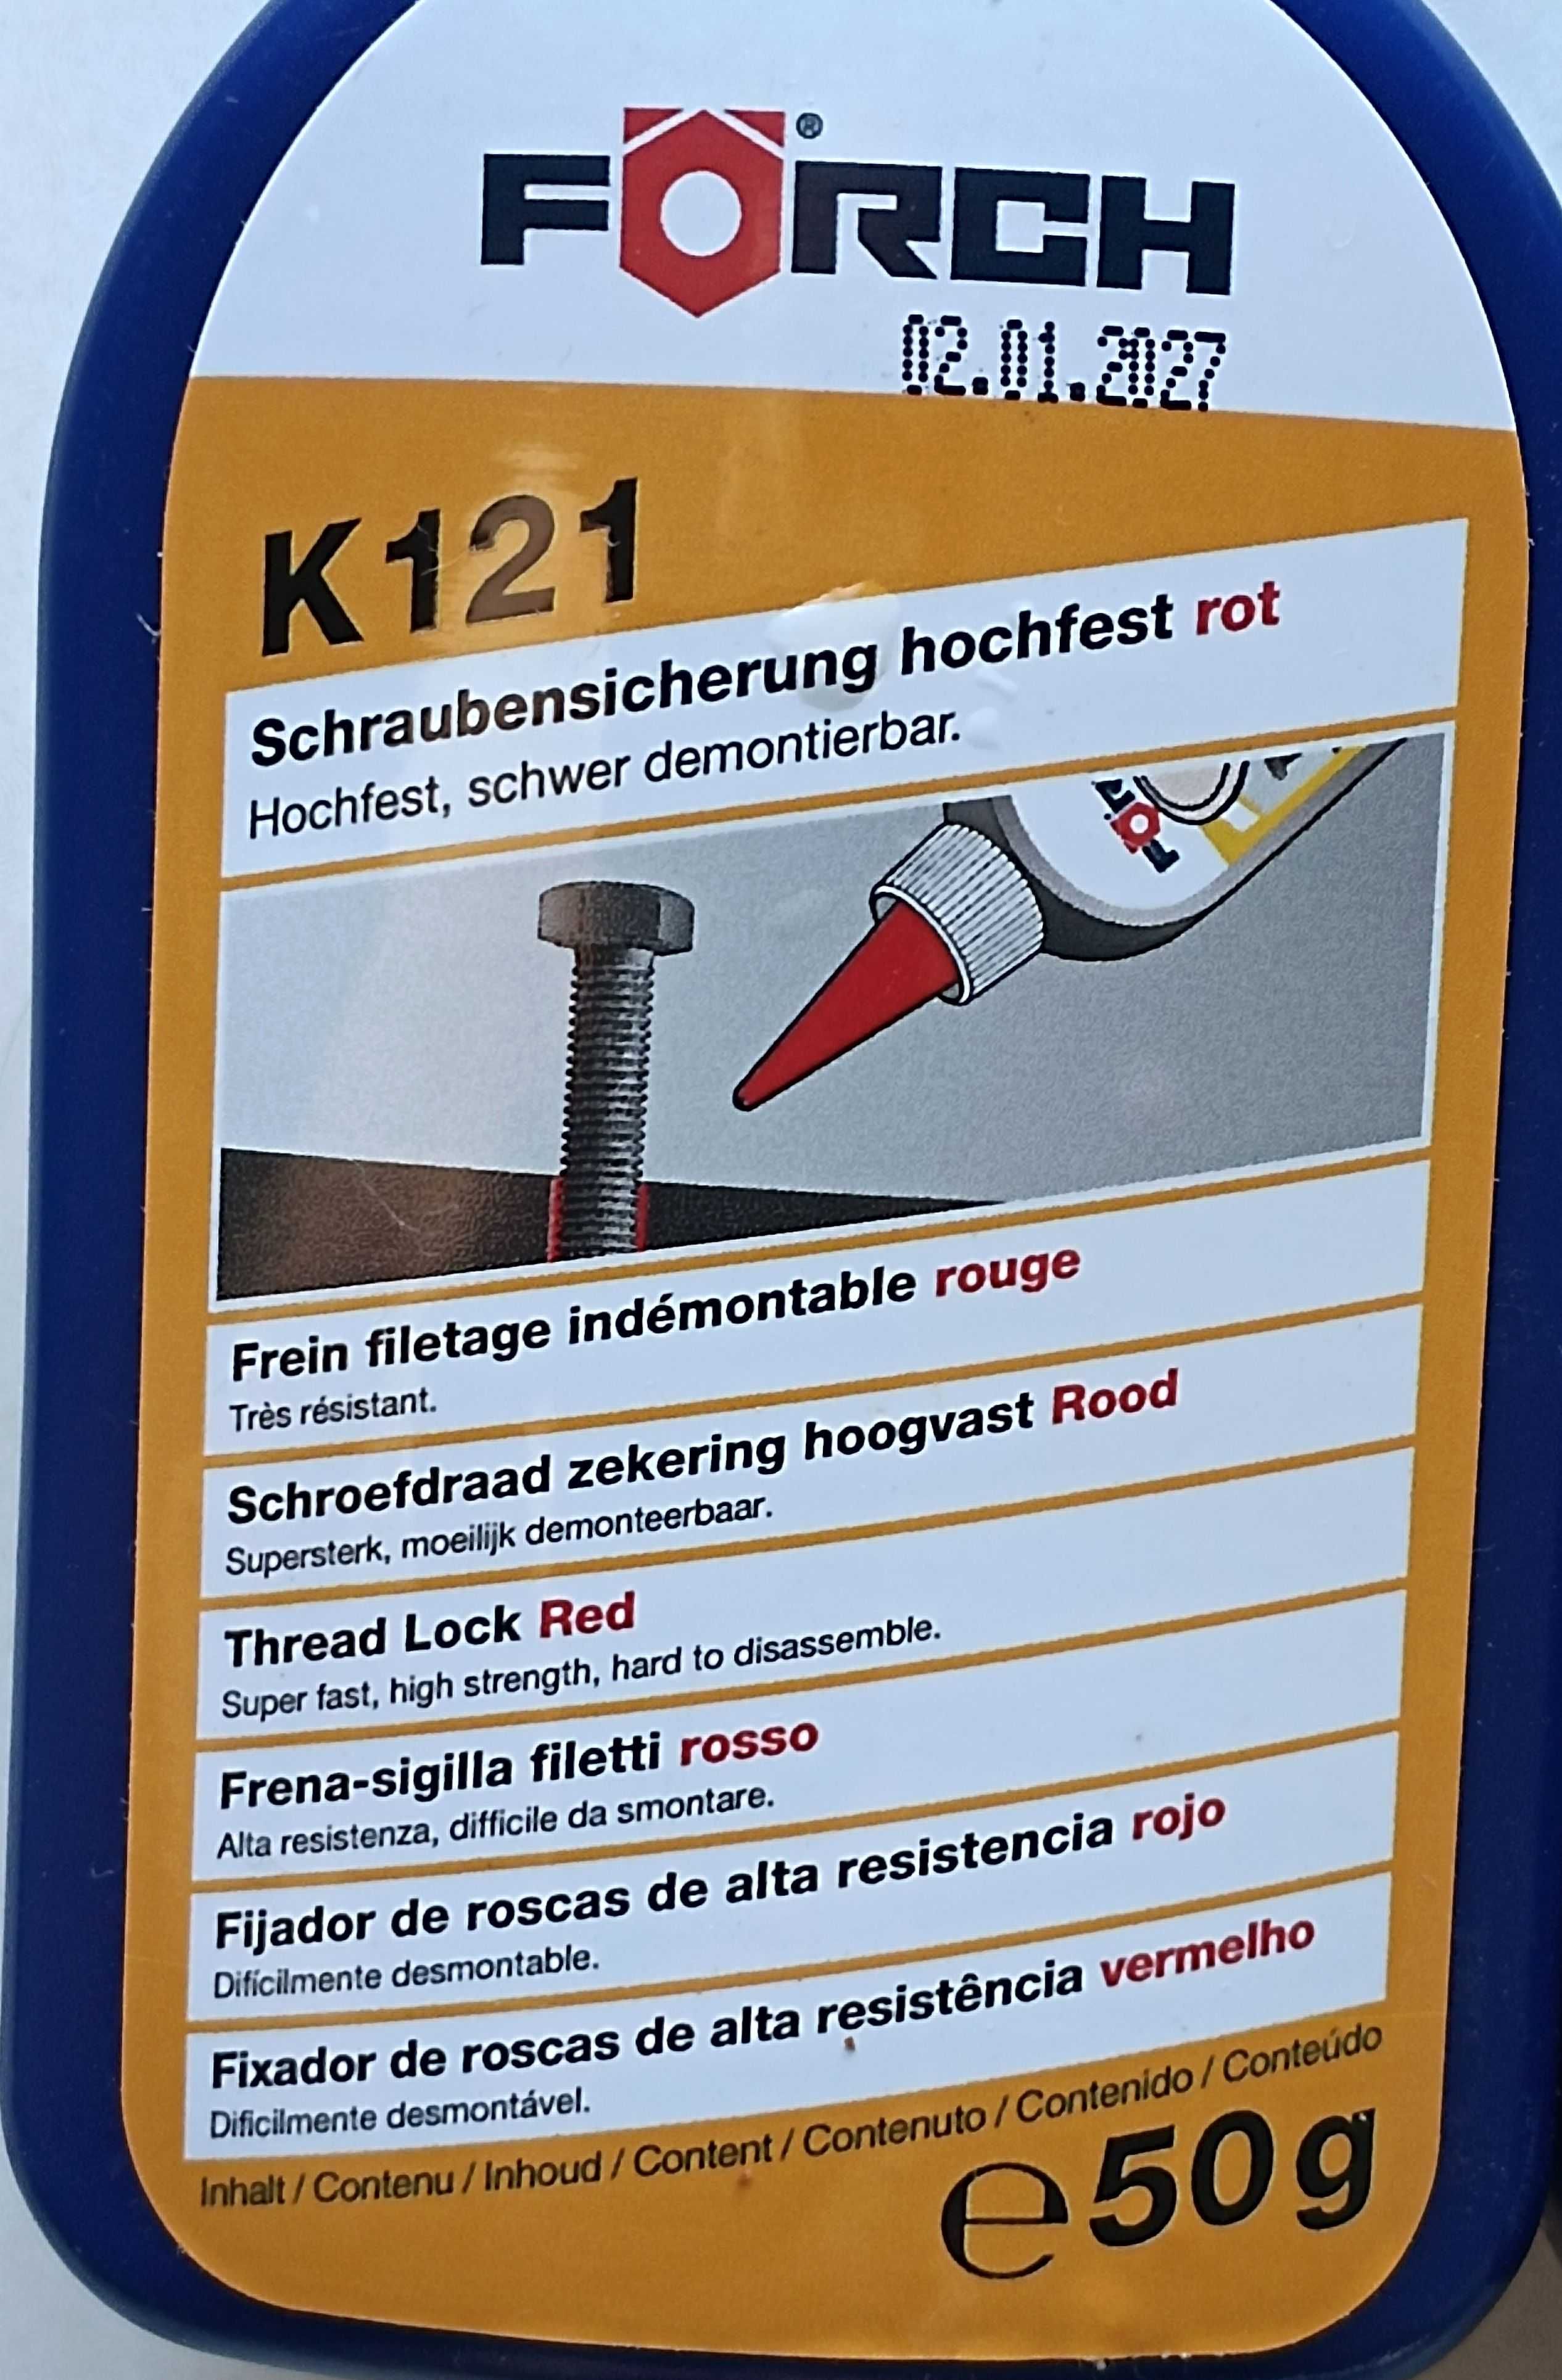 FÖRCH®
02.01.2027
K121
Schraubensicherung hochfest rot
Hochfest, schwer demontierbar.
Frein filetage indémontable rouge
Très résistant.
Schroefdraad zekering hoogvast Rood
Supersterk, moeilijk demonteerbaar.
Thread Lock Red
Super fast, high strength, hard to disassemble.
Frena-sigilla filetti rosso
Alta resistenza, difficile da smontare.
Fijador de roscas de alta resistencia rojo
Difícilmente desmontable.
Fixador de roscas de alta resistência vermelho
Dificilmente desmontável.
Inhalt / Contenu / Inhoud / Content / Contenuto / Contenido / Conteúdo
℮50g